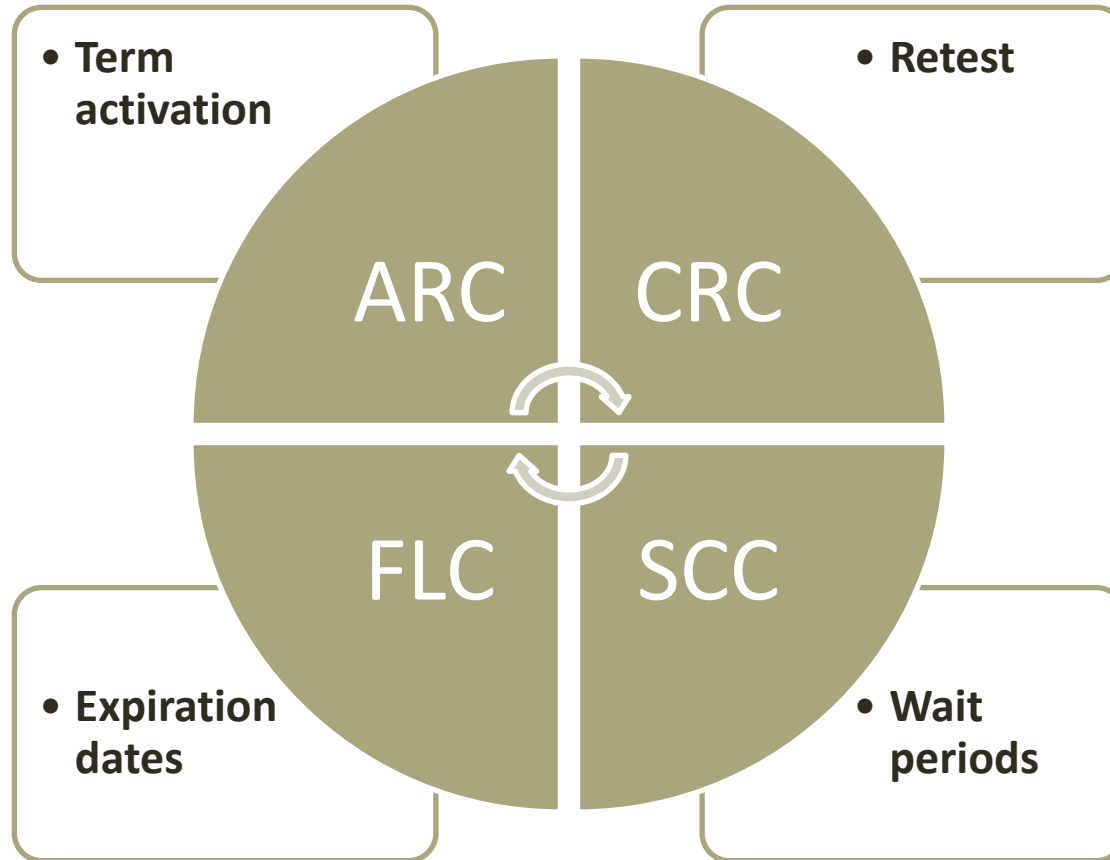 • Term
activation
• Retest
ARC
CRC
FLC
SCC
• Expiration
dates
• Wait
periods